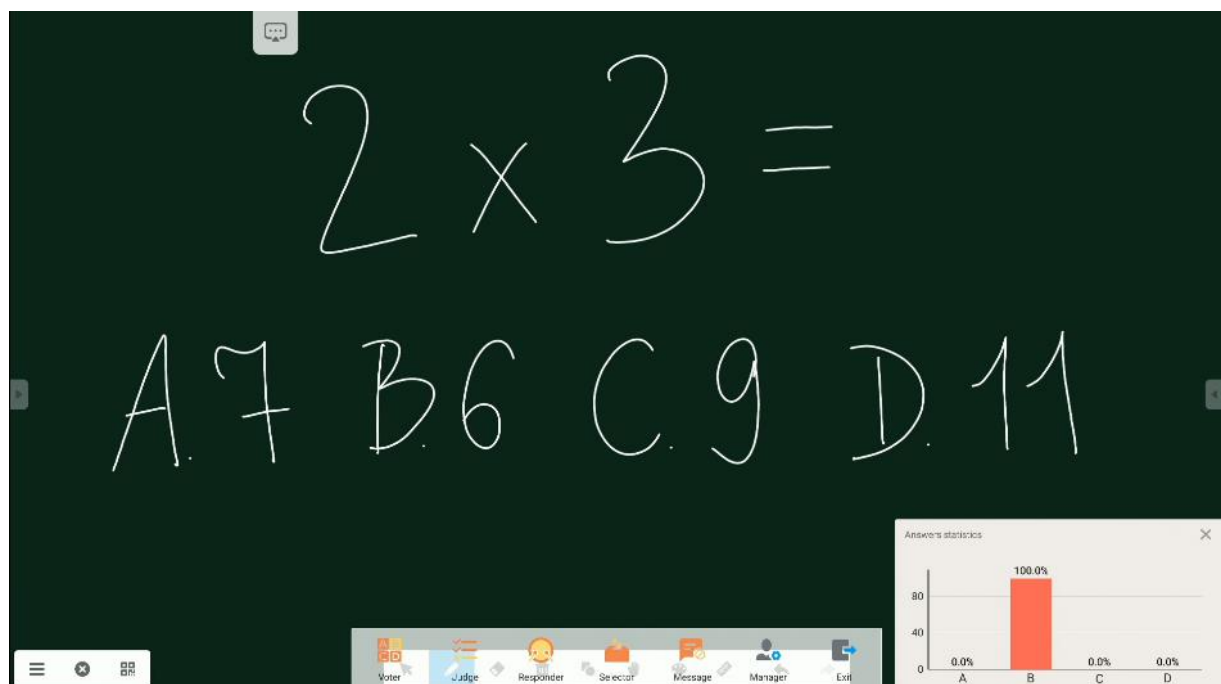 2 x 3 =
A. 7 B. 6 C. 9 D. 11
Answers statistics
100.0%
80
40
0
0.0% 0.0% 0.0%
A B C D
Voter Judge Responder Selector Message Manager Exit